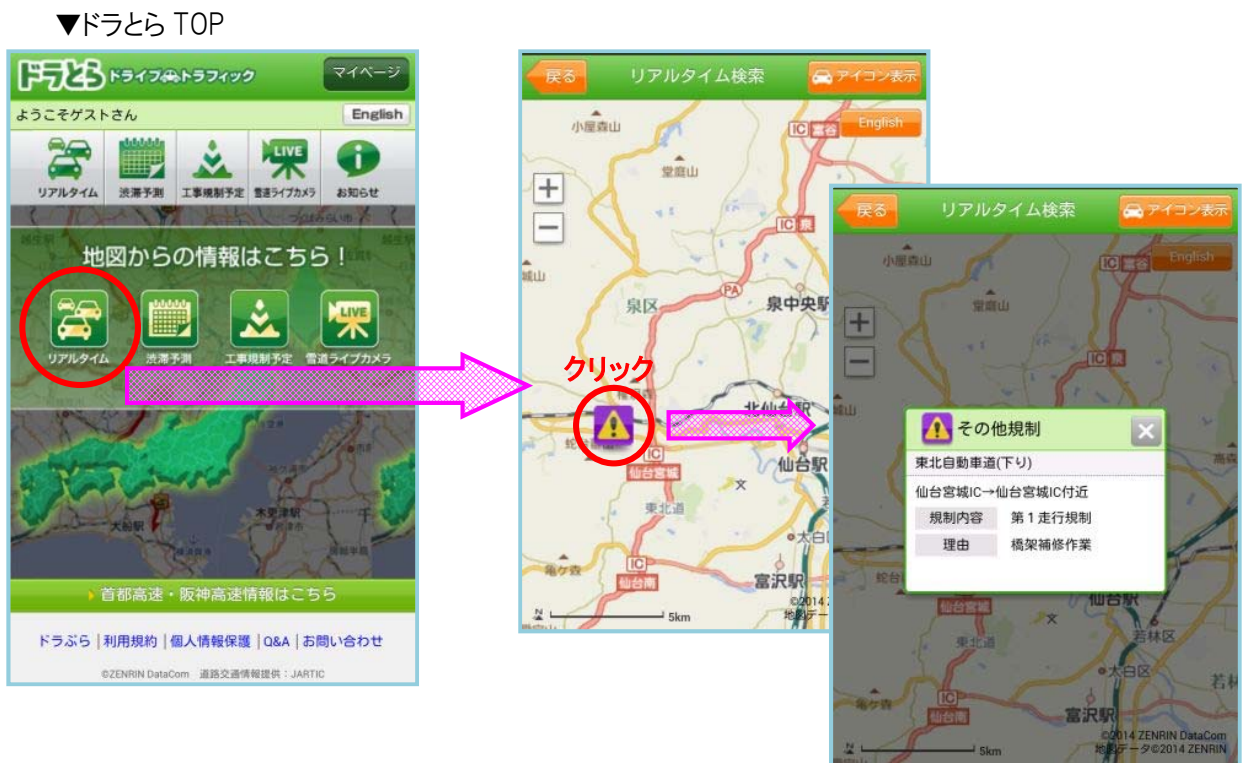 ▼ドラとら TOP
ドラとら ドライブ トラフィック
マイページ
ようこそゲストさん
English
リアルタイム
渋滞予測
工事規制予定
雪道ライブカメラ
お知らせ
LIVE
地図からの情報はこちら！
LIVE
リアルタイム
渋滞予測
工事規制予定
雪道ライブカメラ
大船駅
木更津駅
首都高速・阪神高速情報はこちら
ドラぷら | 利用規約 | 個人情報保護 | Q&A | お問い合わせ
©ZENRIN DataCom 道路交通情報提供：JARTIC
戻る
リアルタイム検索
アイコン表示
English
小屋森山
IC 富谷
堂庭山
IC 泉
城山
PA
泉区
泉中央駅
クリック
北仙台駅
IC
仙台宮城
仙台駅
東北道
亀ケ森
IC
仙台南
富沢駅
5km
戻る
リアルタイム検索
アイコン表示
English
小屋森山
IC 富谷
堂庭山
IC 泉
その他規制
東北自動車道(下り)
仙台宮城IC→仙台宮城IC付近
規制内容 第１走行規制
理由 橋架補修作業
仙台宮城
仙台駅
若林区
東北道
太白区
亀ケ森
IC
仙台南
富沢駅
5km
©2014 ZENRIN DataCom
地図データ©2014 ZENRIN